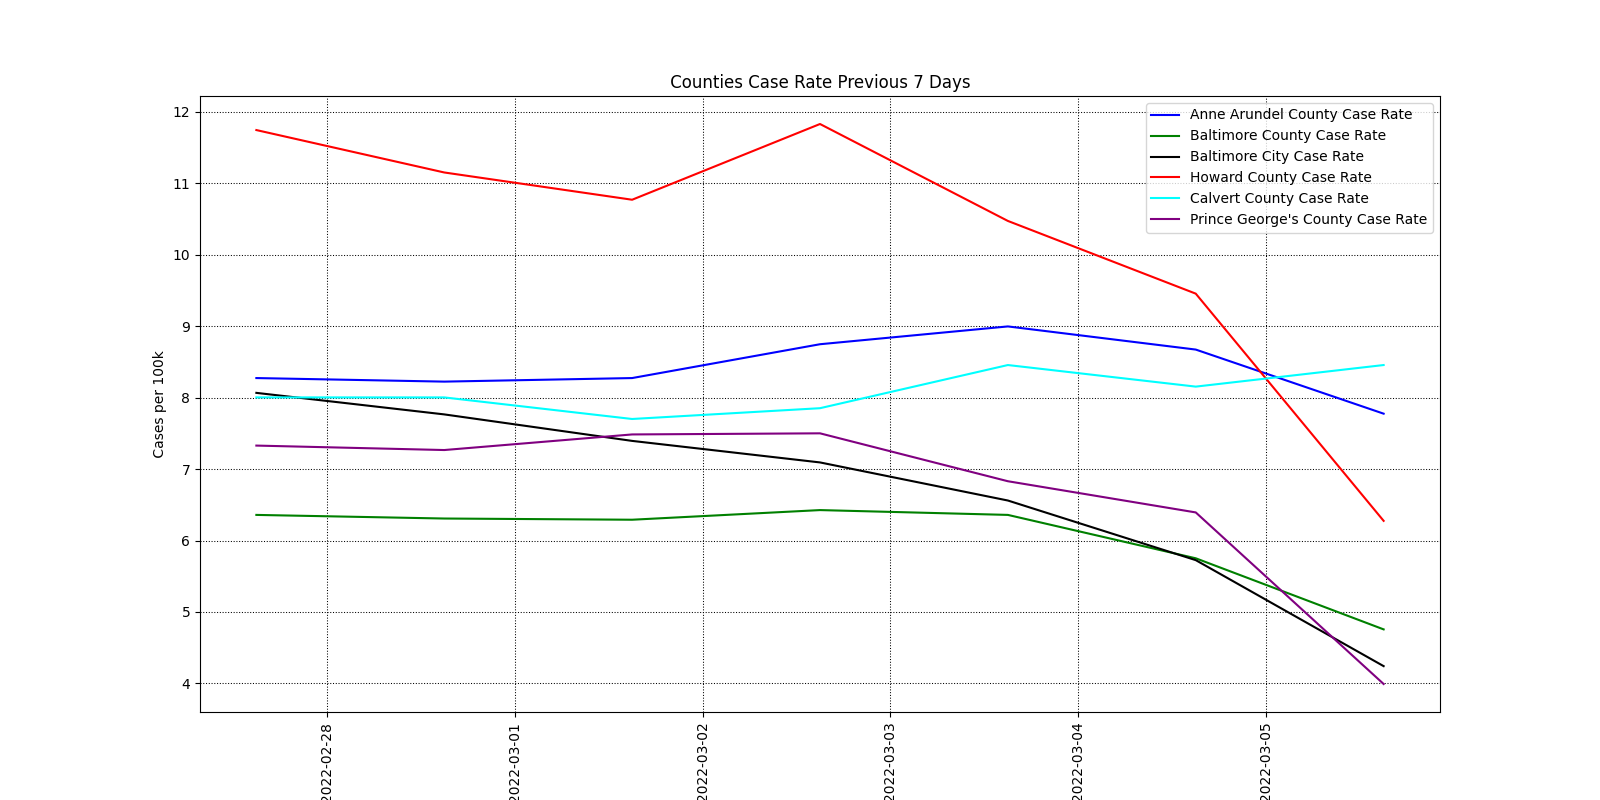 Counties Case Rate Previous 7 Days
Cases per 100k
12
11
10
9
8
7
6
5
4
Anne Arundel County Case Rate
Baltimore County Case Rate
Baltimore City Case Rate
Howard County Case Rate
Calvert County Case Rate
Prince George's County Case Rate
2022-02-28
2022-03-01
2022-03-02
2022-03-03
2022-03-04
2022-03-05